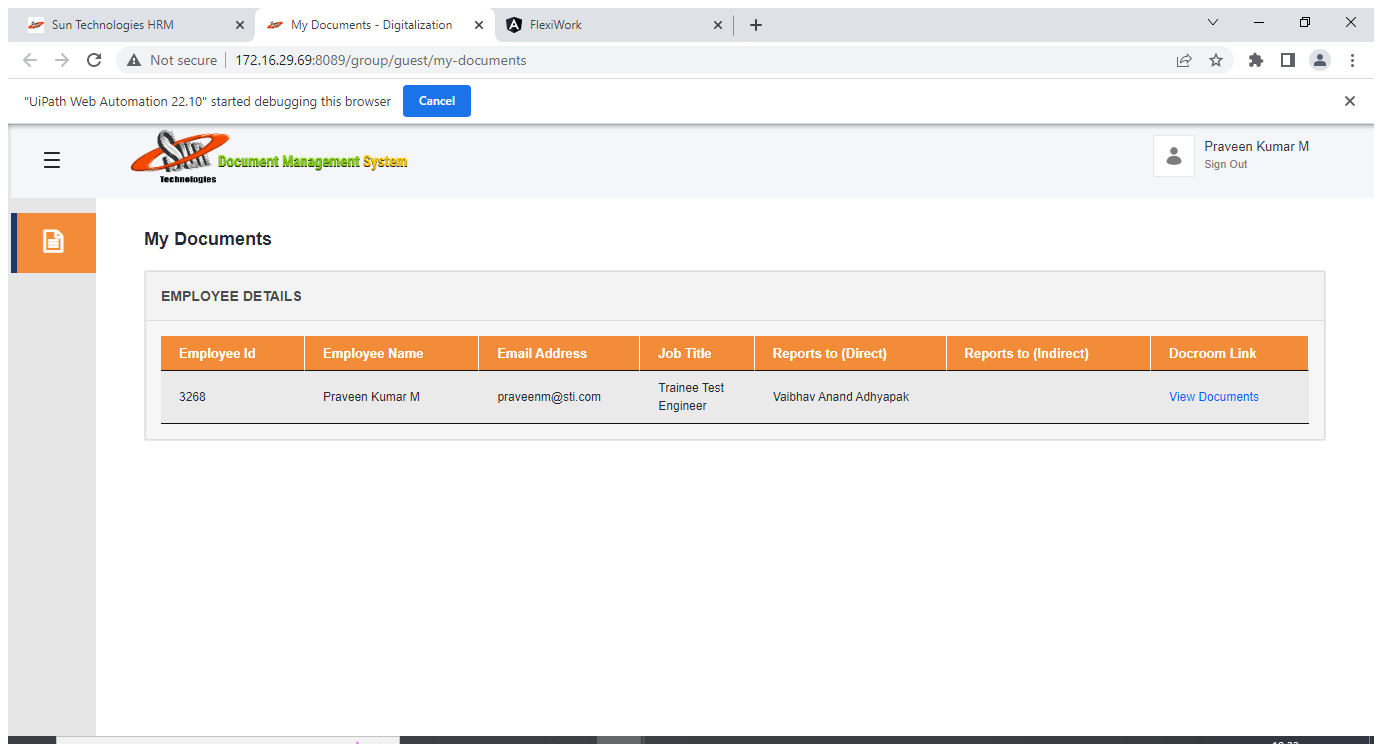 Sun Technologies HRM
My Documents - Digitalization
FlexiWork
Not secure
172.16.29.69:8089/group/guest/my-documents
"UiPath Web Automation 22.10" started debugging this browser
Cancel
Sun
Technologies
Document Management System
Praveen Kumar M
Sign Out
My Documents
EMPLOYEE DETAILS
Employee Id Employee Name Email Address Job Title Reports to (Direct) Reports to (Indirect) Docroom Link
3268 Praveen Kumar M praveenm@sti.com Trainee Test Engineer Vaibhav Anand Adhyapak View Documents